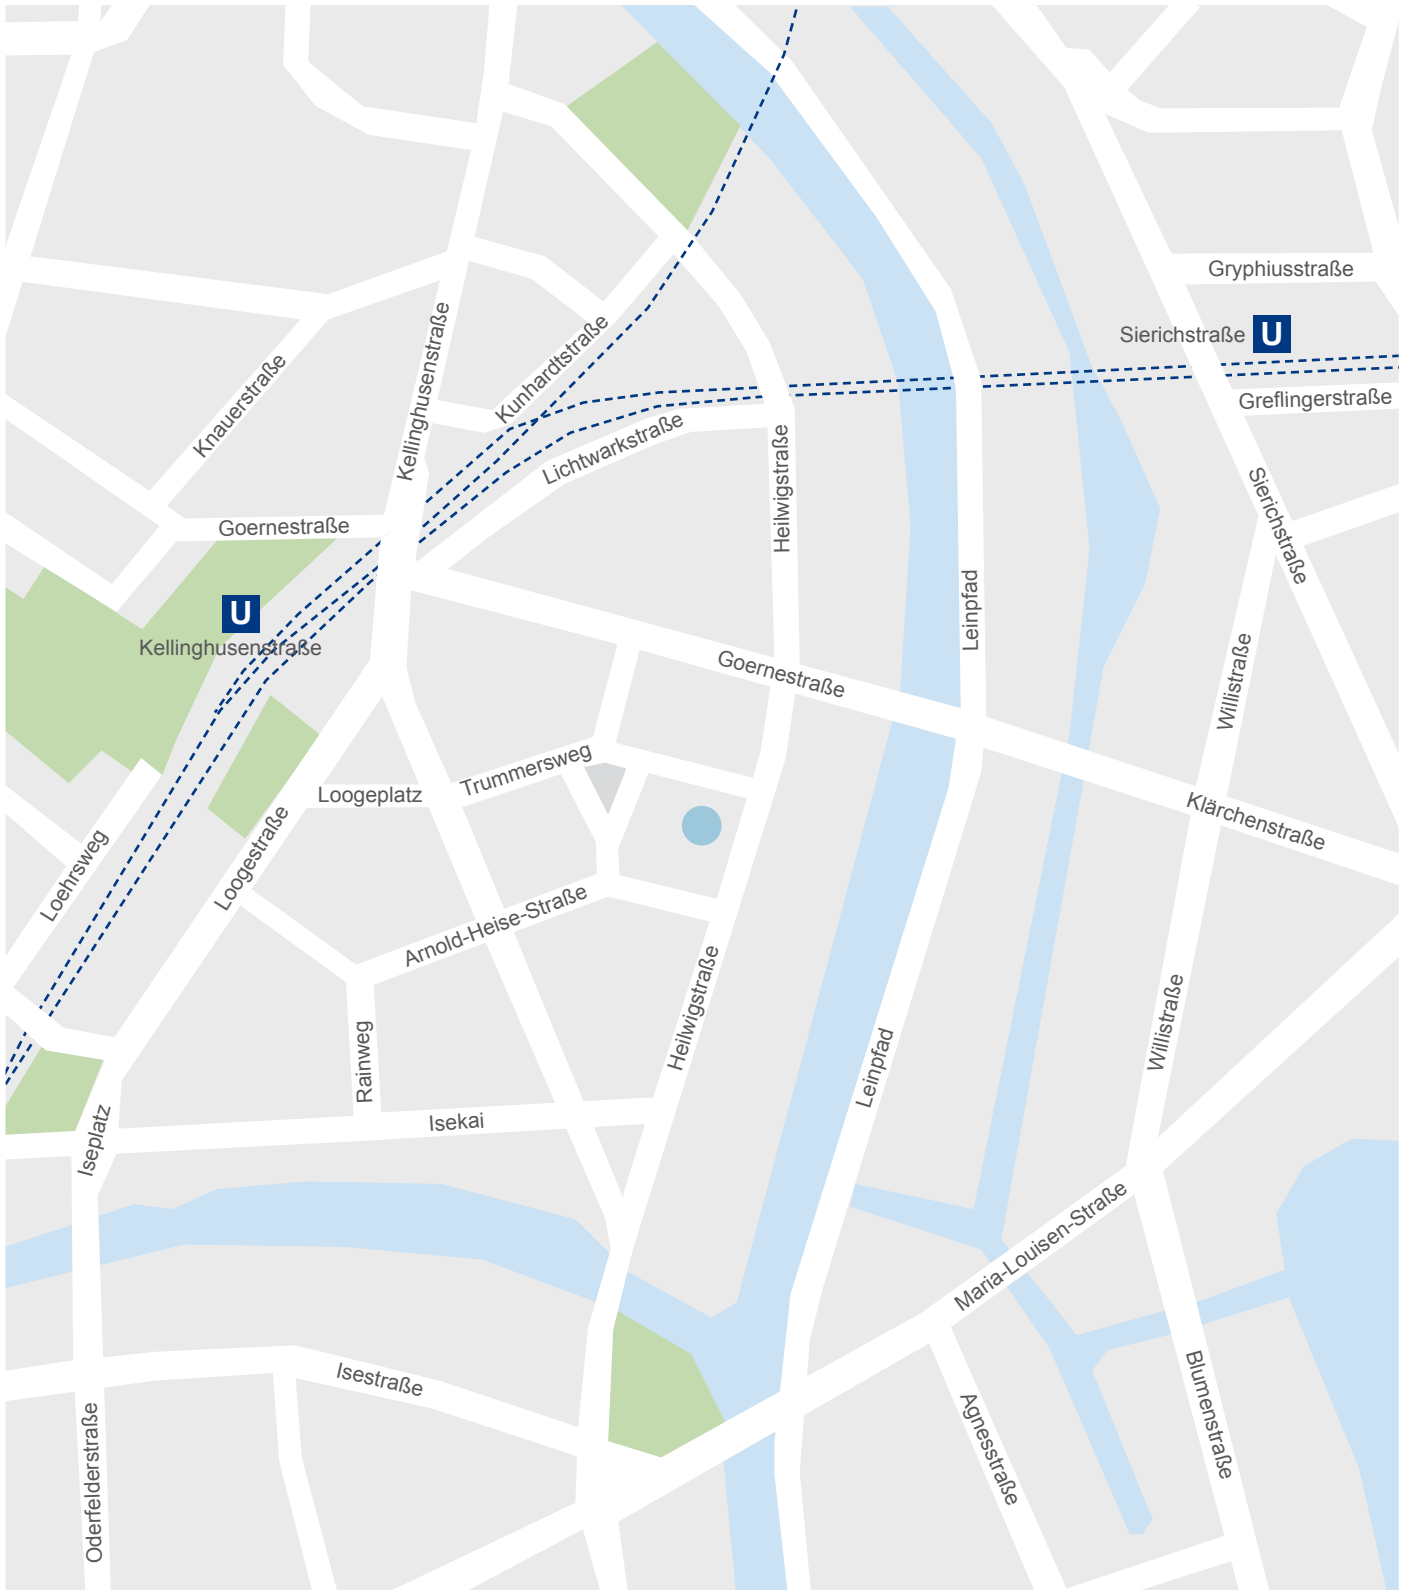 Gryphiusstraße
Sierichstraße
U
Greflingerstraße
Kellinghusenstraße
Kunhardtstraße
Knauerstraße
Lichtwarkstraße
Heilwigstraße
Sierichstraße
Goernestraße
U
Kellinghusenstraße
Leinpfad
Goernestraße
Willistraße
Trummersweg
Loogeplatz
Klärchenstraße
Loehrsweg
Loogestraße
Arnold-Heise-Straße
Heilwigstraße
Willistraße
Rainweg
Leinpfad
Isekai
Iseplatz
Maria-Louisen-Straße
Isestraße
Blumenstraße
Agnesstraße
Oderfelderstraße